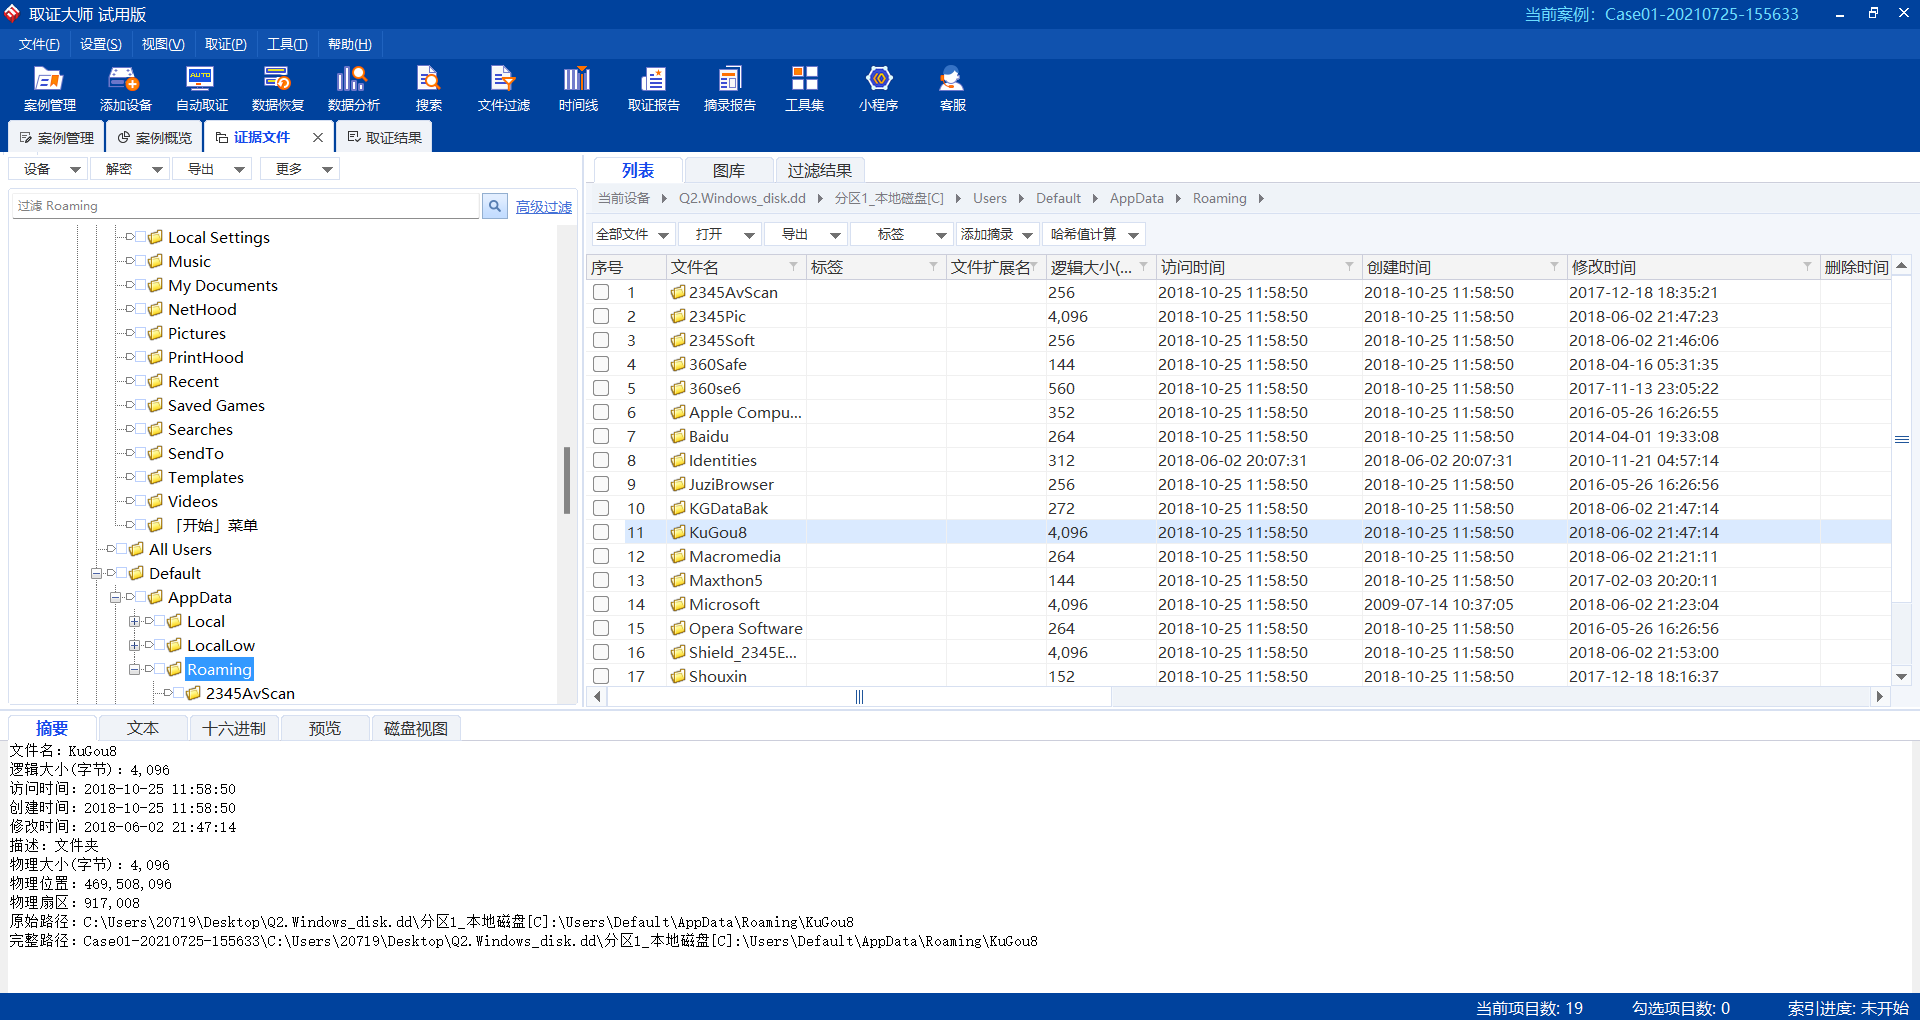 取证大师 试用版
当前案例：Case01-20210725-155633
文件(F) 设置(S) 视图(V) 取证(P) 工具(T) 帮助(H)
案例管理 添加设备 自动取证 数据恢复 数据分析 搜索 文件过滤 时间线 取证报告 摘录报告 工具集 小程序 客服
案例管理 案例概览 证据文件 取证结果
设备 解密 导出 更多
过滤 Roaming 高级过滤
Local Settings
Music
My Documents
NetHood
Pictures
PrintHood
Recent
Saved Games
Searches
SendTo
Templates
Videos
「开始」菜单
All Users
Default
AppData
Local
LocalLow
Roaming
2345AvScan
列表 图库 过滤结果
当前设备 Q2.Windows_disk.dd 分区1_本地磁盘[C] Users Default AppData Roaming
全部文件 打开 导出 标签 添加摘录 哈希值计算
序号 文件名 标签 文件扩展名 逻辑大小(... 访问时间 创建时间 修改时间 删除时间
1 2345AvScan 256 2018-10-25 11:58:50 2018-10-25 11:58:50 2017-12-18 18:35:21
2 2345Pic 4,096 2018-10-25 11:58:50 2018-10-25 11:58:50 2018-06-02 21:47:23
3 2345Soft 256 2018-10-25 11:58:50 2018-10-25 11:58:50 2018-06-02 21:46:06
4 360Safe 144 2018-10-25 11:58:50 2018-10-25 11:58:50 2018-04-16 05:31:35
5 360se6 560 2018-10-25 11:58:50 2018-10-25 11:58:50 2017-11-13 23:05:22
6 Apple Compu... 352 2018-10-25 11:58:50 2018-10-25 11:58:50 2016-05-26 16:26:55
7 Baidu 264 2018-10-25 11:58:50 2018-10-25 11:58:50 2014-04-01 19:33:08
8 Identities 312 2018-06-02 20:07:31 2018-06-02 20:07:31 2010-11-21 04:57:14
9 JuziBrowser 256 2018-10-25 11:58:50 2018-10-25 11:58:50 2016-05-26 16:26:56
10 KGDataBak 272 2018-10-25 11:58:50 2018-10-25 11:58:50 2018-06-02 21:47:14
11 KuGou8 4,096 2018-10-25 11:58:50 2018-10-25 11:58:50 2018-06-02 21:47:14
12 Macromedia 264 2018-10-25 11:58:50 2018-10-25 11:58:50 2018-06-02 21:21:11
13 Maxthon5 144 2018-10-25 11:58:50 2018-10-25 11:58:50 2017-02-03 20:20:11
14 Microsoft 4,096 2018-10-25 11:58:50 2009-07-14 10:37:05 2018-06-02 21:23:04
15 Opera Software 264 2018-10-25 11:58:50 2018-10-25 11:58:50 2016-05-26 16:26:56
16 Shield_2345E... 4,096 2018-10-25 11:58:50 2018-10-25 11:58:50 2018-06-02 21:53:00
17 Shouxin 152 2018-10-25 11:58:50 2018-10-25 11:58:50 2017-12-18 18:16:37
摘要 文本 十六进制 预览 磁盘视图
文件名：KuGou8
逻辑大小(字节)：4,096
访问时间：2018-10-25 11:58:50
创建时间：2018-10-25 11:58:50
修改时间：2018-06-02 21:47:14
描述：文件夹
物理大小(字节)：4,096
物理位置：469,508,096
物理扇区：917,008
原始路径：C:\Users\20719\Desktop\Q2.Windows_disk.dd\分区1_本地磁盘[C]:\Users\Default\AppData\Roaming\KuGou8
完整路径：Case01-20210725-155633\C:\Users\20719\Desktop\Q2.Windows_disk.dd\分区1_本地磁盘[C]:\Users\Default\AppData\Roaming\KuGou8
当前项目数: 19 勾选项目数: 0 索引进度: 未开始